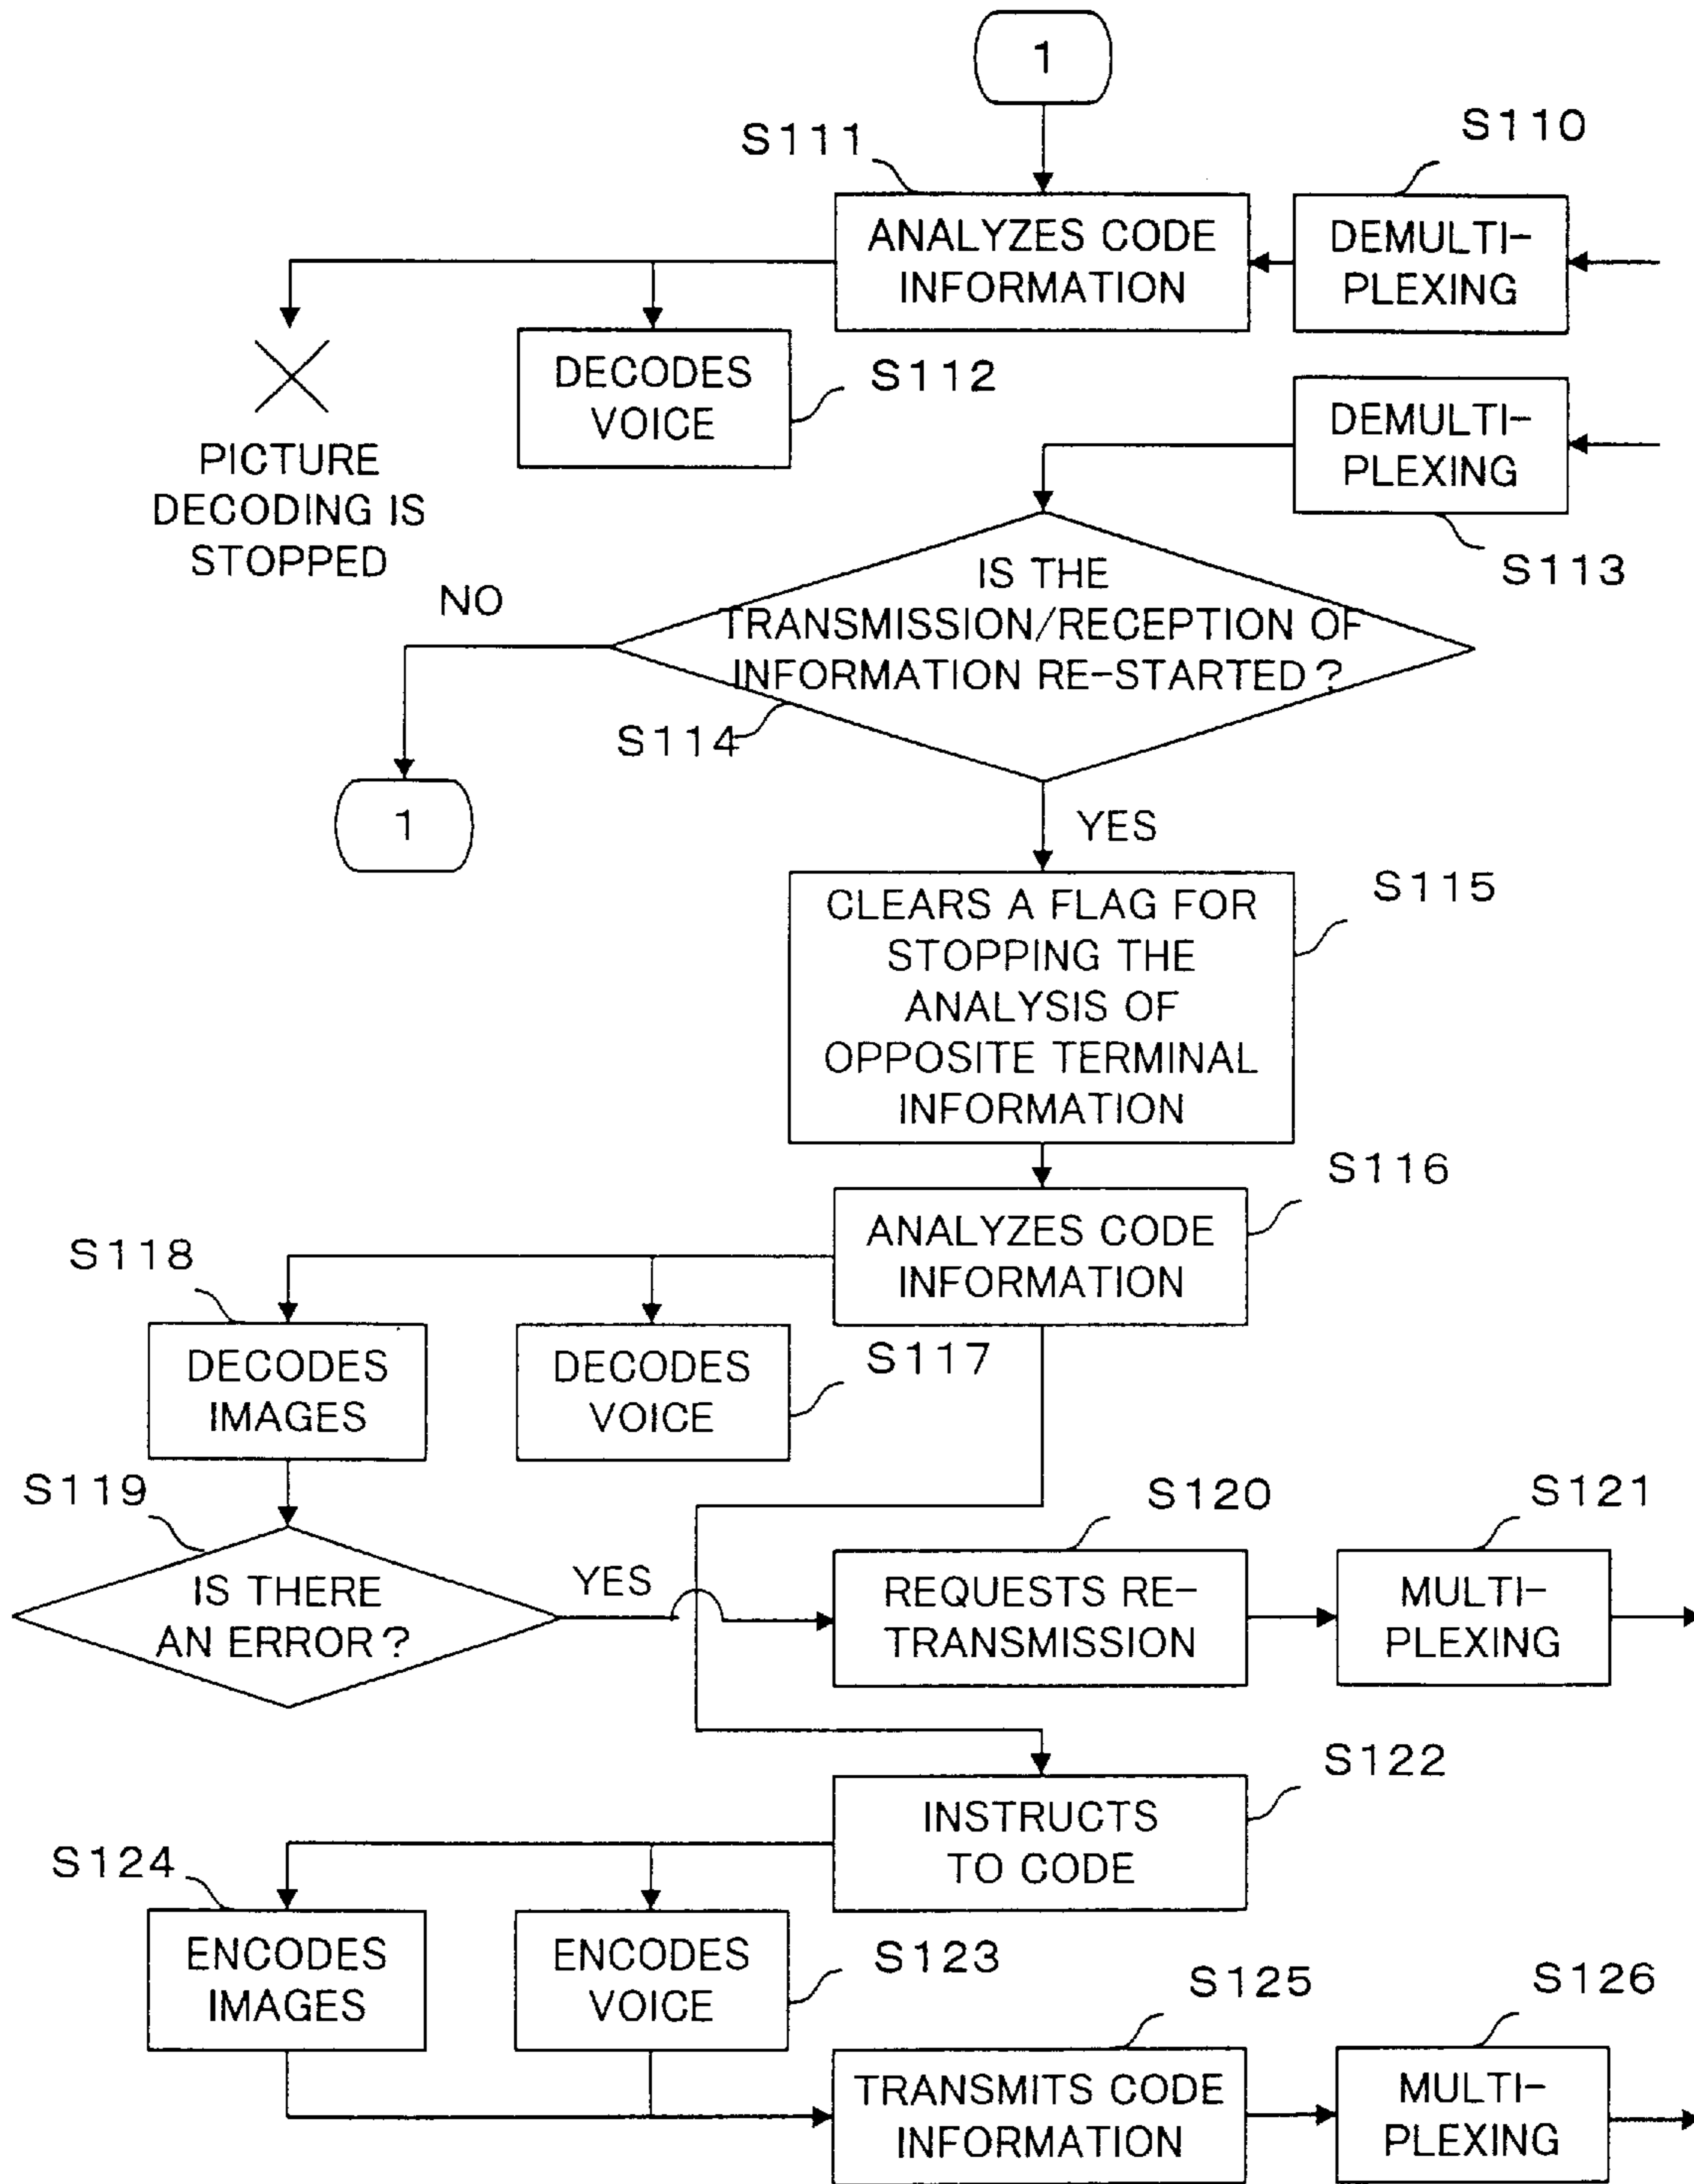 1
S111
S110
ANALYZES CODE
INFORMATION
DEMULTI-
PLEXING
DECODES
VOICE
S112
PICTURE
DECODING IS
STOPPED
DEMULTI-
PLEXING
S113
IS THE
TRANSMISSION/RECEPTION OF
INFORMATION RE-STARTED?
NO
S114
1
YES
CLEARS A FLAG FOR
STOPPING THE
ANALYSIS OF
OPPOSITE TERMINAL
INFORMATION
S115
S116
ANALYZES CODE
INFORMATION
S118
DECODES
IMAGES
DECODES
VOICE
S117
S119
IS THERE
AN ERROR?
YES
S120
REQUESTS RE-
TRANSMISSION
S121
MULTI-
PLEXING
S122
INSTRUCTS
TO CODE
S124
ENCODES
IMAGES
ENCODES
VOICE
S123
S125
TRANSMITS CODE
INFORMATION
S126
MULTI-
PLEXING